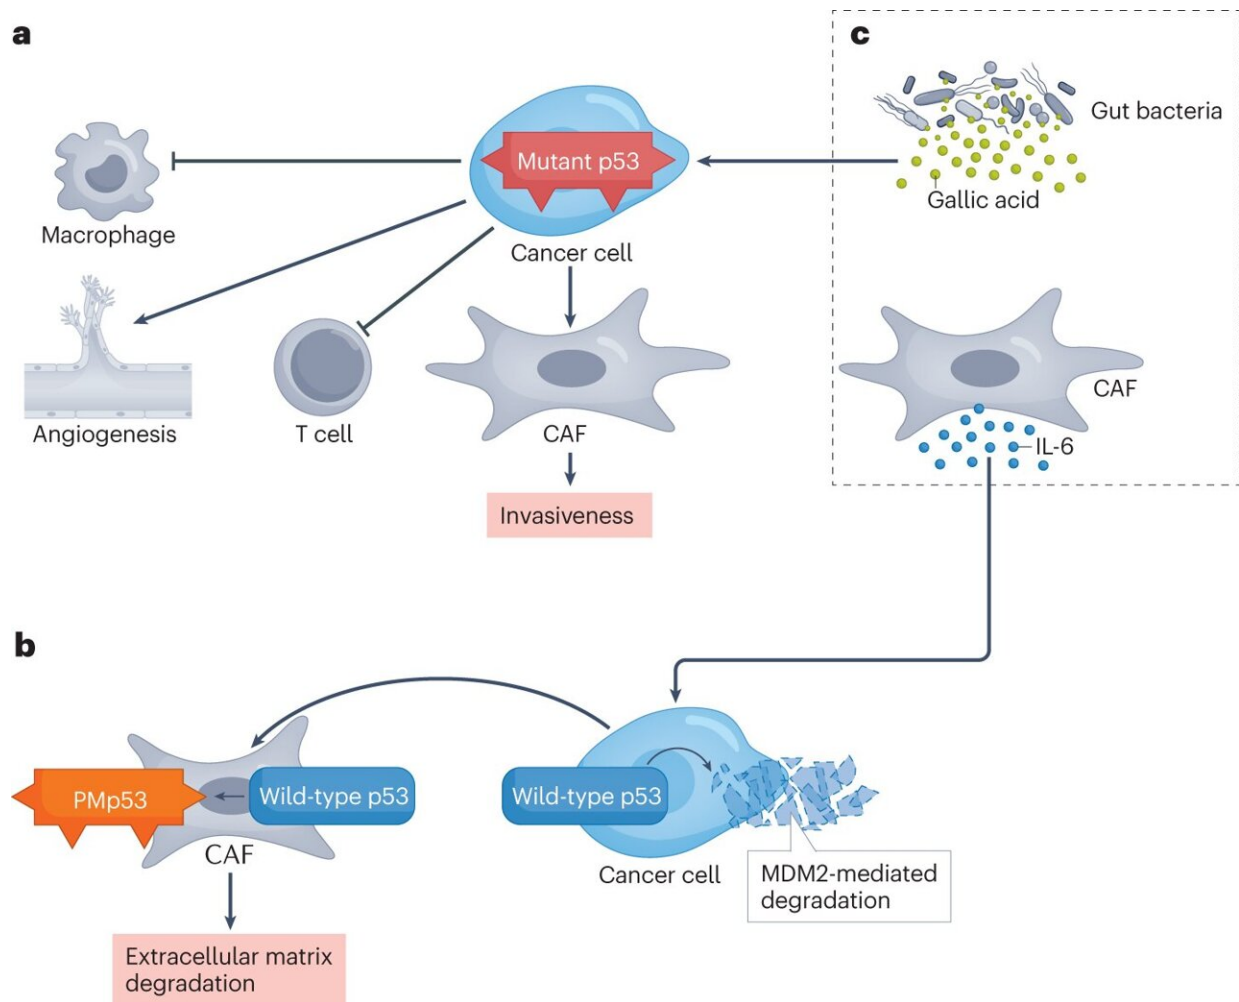 a
Mutant p53
Cancer cell
Macrophage
Angiogenesis
T cell
CAF
Invasiveness
c
Gut bacteria
Gallic acid
CAF
IL-6
b
PMp53
Wild-type p53
CAF
Extracellular matrix
degradation
Wild-type p53
Cancer cell
MDM2-mediated
degradation